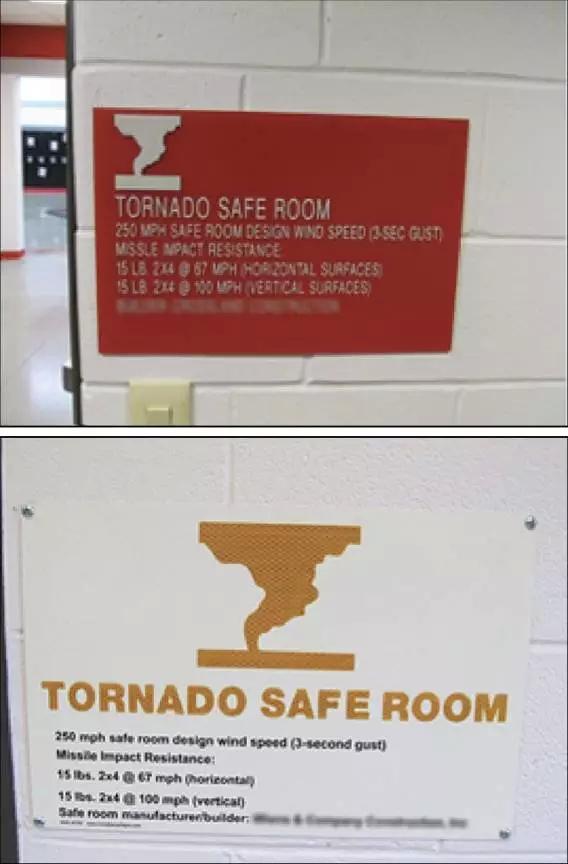 TORNADO SAFE ROOM
250 MPH SAFE ROOM DESIGN WIND SPEED (3-SEC GUST)
MISSLE IMPACT RESISTANCE:
15 LB. 2X4 @ 67 MPH (HORIZONTAL SURFACES)
15 LB. 2X4 @ 100 MPH (VERTICAL SURFACES)
TORNADO SAFE ROOM
250 mph safe room design wind speed (3-second gust)
Missile Impact Resistance:
15 lbs. 2x4 @ 67 mph (horizontal)
15 lbs. 2x4 @ 100 mph (vertical)
Safe room manufacturer/builder: